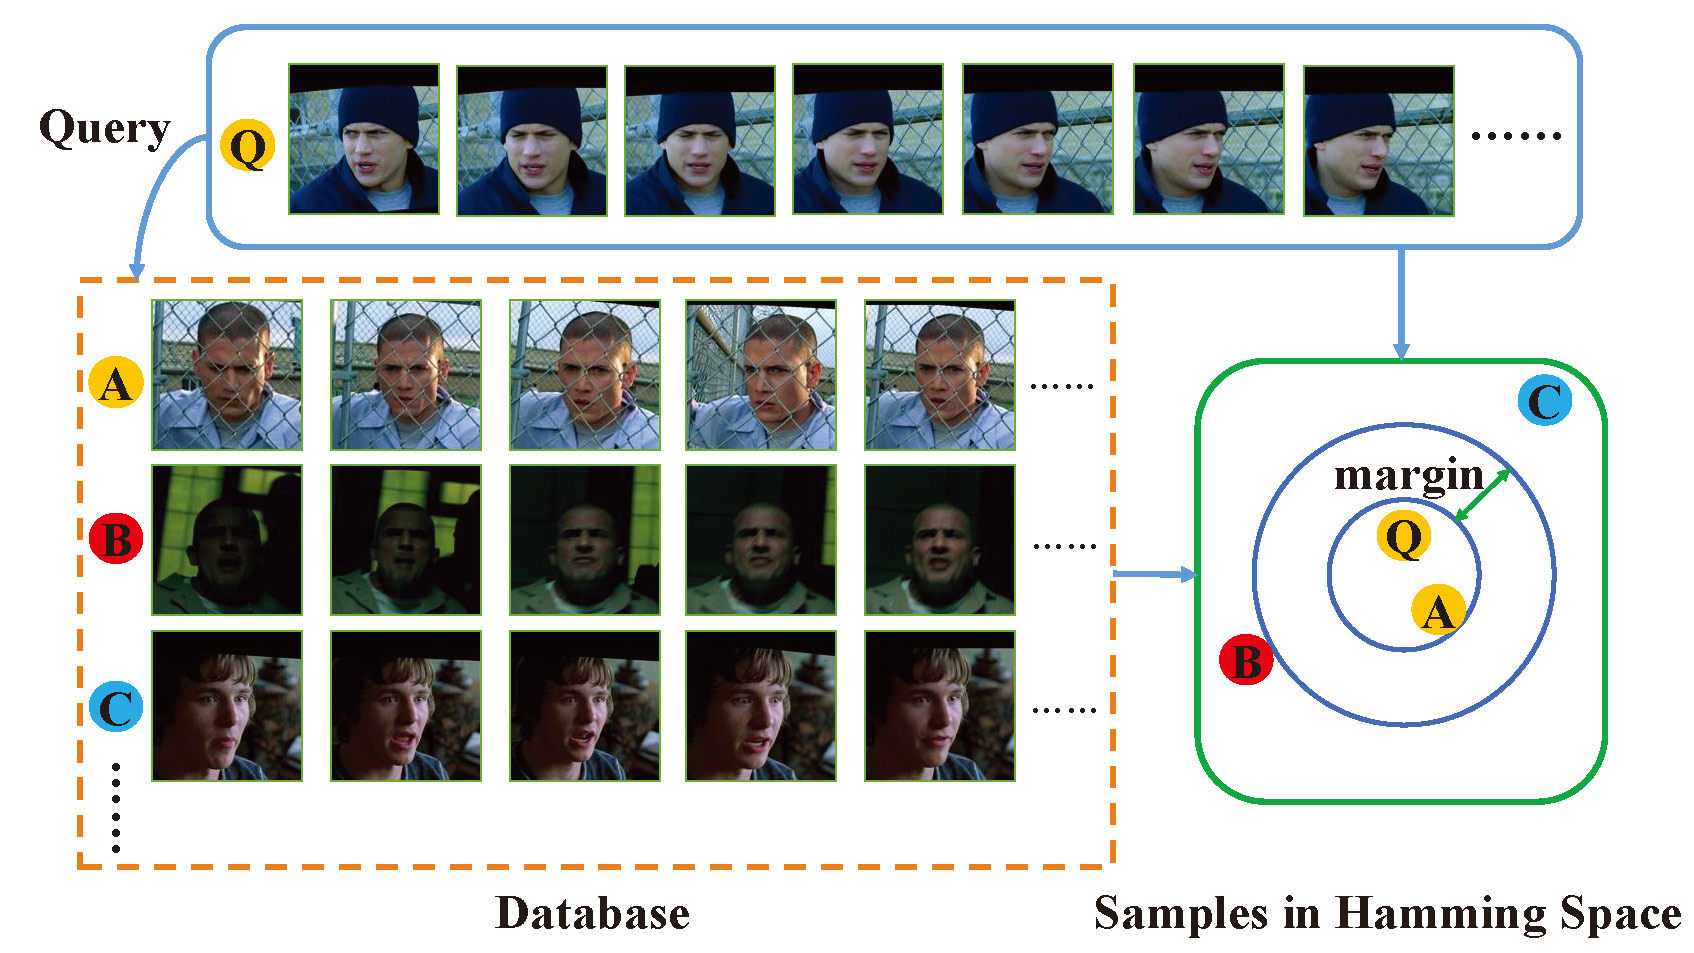 Query
Q
......
A
......
B
......
C
......
......
C
margin
Q
A
B
Database
Samples in Hamming Space